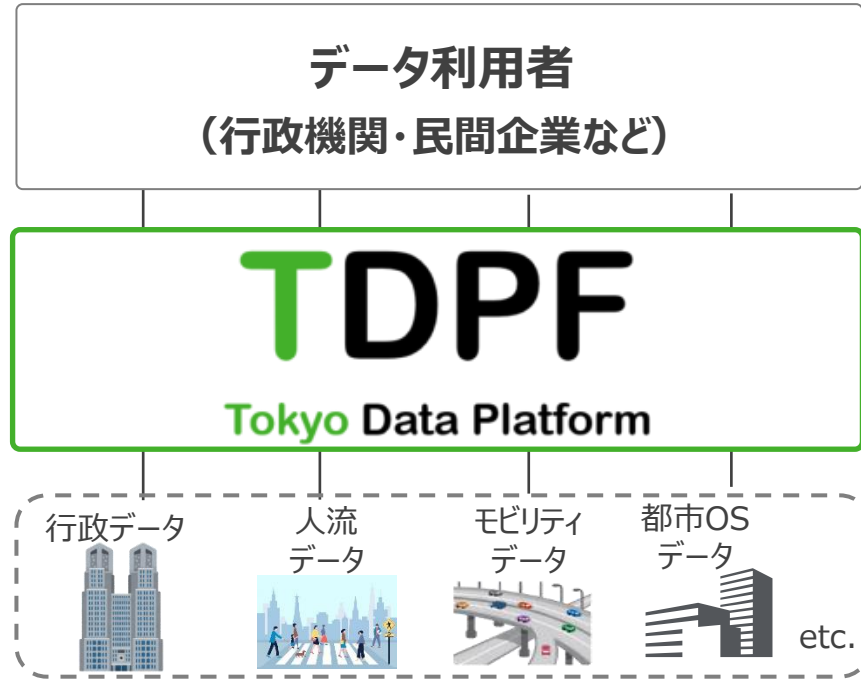 データ利用者
(行政機関・民間企業など)
TDPF
Tokyo Data Platform
行政データ
人流
データ
モビリティ
データ
都市OS
データ
etc.